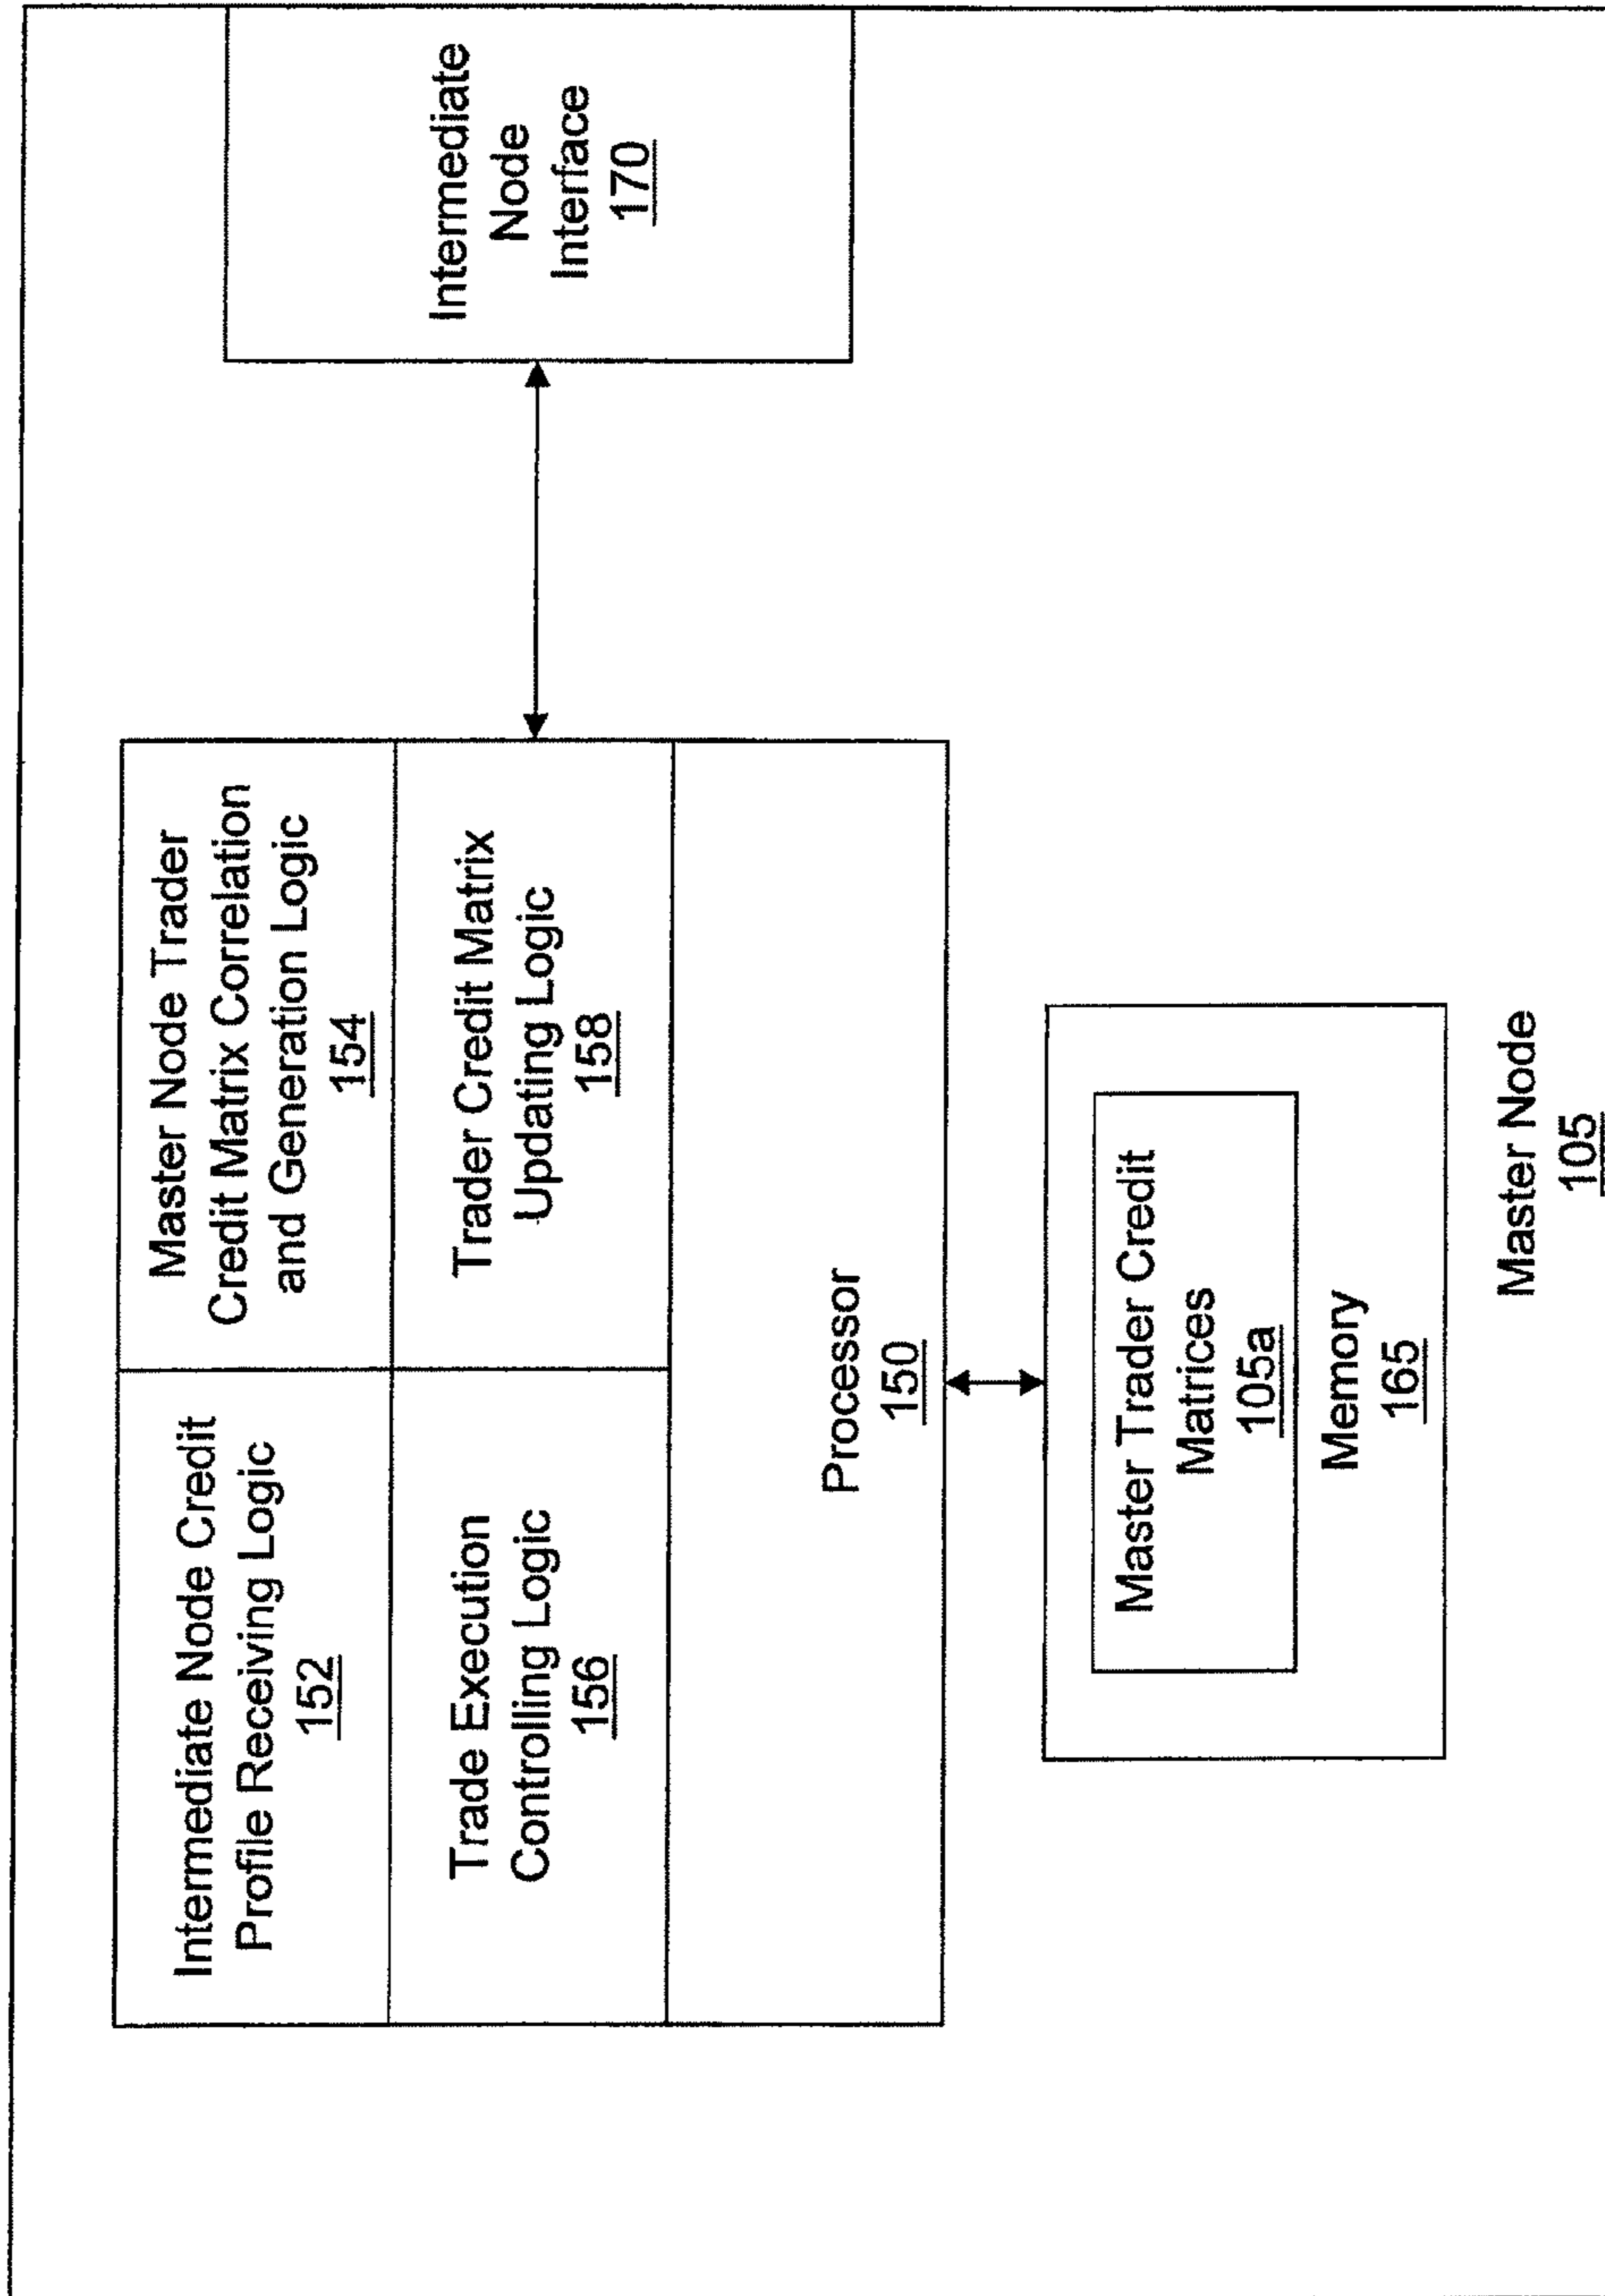 Intermediate Node Credit
Profile Receiving Logic
152
Master Node Trader
Credit Matrix Correlation
and Generation Logic
154
Trade Execution
Controlling Logic
156
Trader Credit Matrix
Updating Logic
158
Processor
150
Intermediate
Node
Interface
170
Master Trader Credit
Matrices
105a
Memory
165
Master Node
105